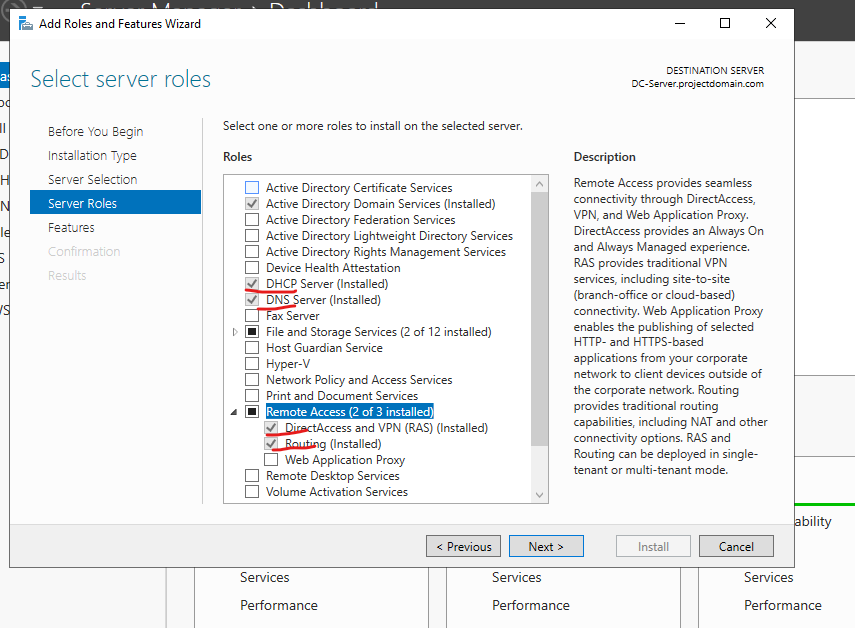 Server Manager › Dashboard
Add Roles and Features Wizard
Select server roles
DESTINATION SERVER
DC-Server.projectdomain.com
Before You Begin
Installation Type
Server Selection
Server Roles
Features
Confirmation
Results
Select one or more roles to install on the selected server.
Roles
Active Directory Certificate Services
Active Directory Domain Services (Installed)
Active Directory Federation Services
Active Directory Lightweight Directory Services
Active Directory Rights Management Services
Device Health Attestation
DHCP Server (Installed)
DNS Server (Installed)
Fax Server
File and Storage Services (2 of 12 installed)
Host Guardian Service
Hyper-V
Network Policy and Access Services
Print and Document Services
Remote Access (2 of 3 installed)
DirectAccess and VPN (RAS) (Installed)
Routing (Installed)
Web Application Proxy
Remote Desktop Services
Volume Activation Services
Description
Remote Access provides seamless
connectivity through DirectAccess,
VPN, and Web Application Proxy.
DirectAccess provides an Always On
and Always Managed experience.
RAS provides traditional VPN
services, including site-to-site
(branch-office or cloud-based)
connectivity. Web Application Proxy
enables the publishing of selected
HTTP- and HTTPS-based
applications from your corporate
network to client devices outside of
the corporate network. Routing
provides traditional routing
capabilities, including NAT and other
connectivity options. RAS and
Routing can be deployed in single-
tenant or multi-tenant mode.
< Previous
Next >
Install
Cancel
ability
Services
Services
Services
Performance
Performance
Performance